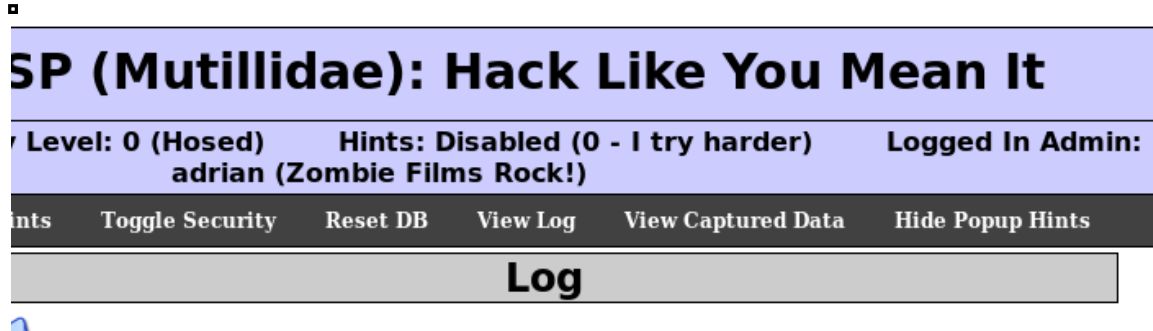 SP (Mutillidae): Hack Like You Mean It
Level: 0 (Hosed) Hints: Disabled (0 - I try harder) Logged In Admin:
adrian (Zombie Films Rock!)
ints Toggle Security Reset DB View Log View Captured Data Hide Popup Hints
Log